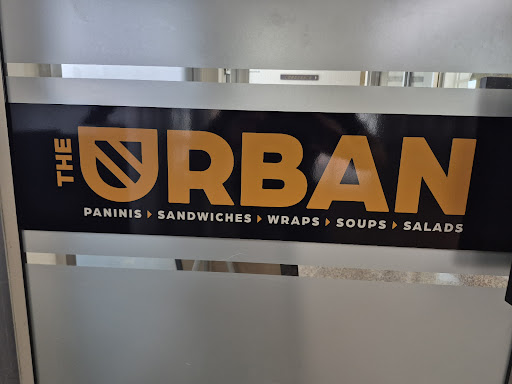 THE URBAN
PANINIS ▸ SANDWICHES ▸ WRAPS ▸ SOUPS ▸ SALADS